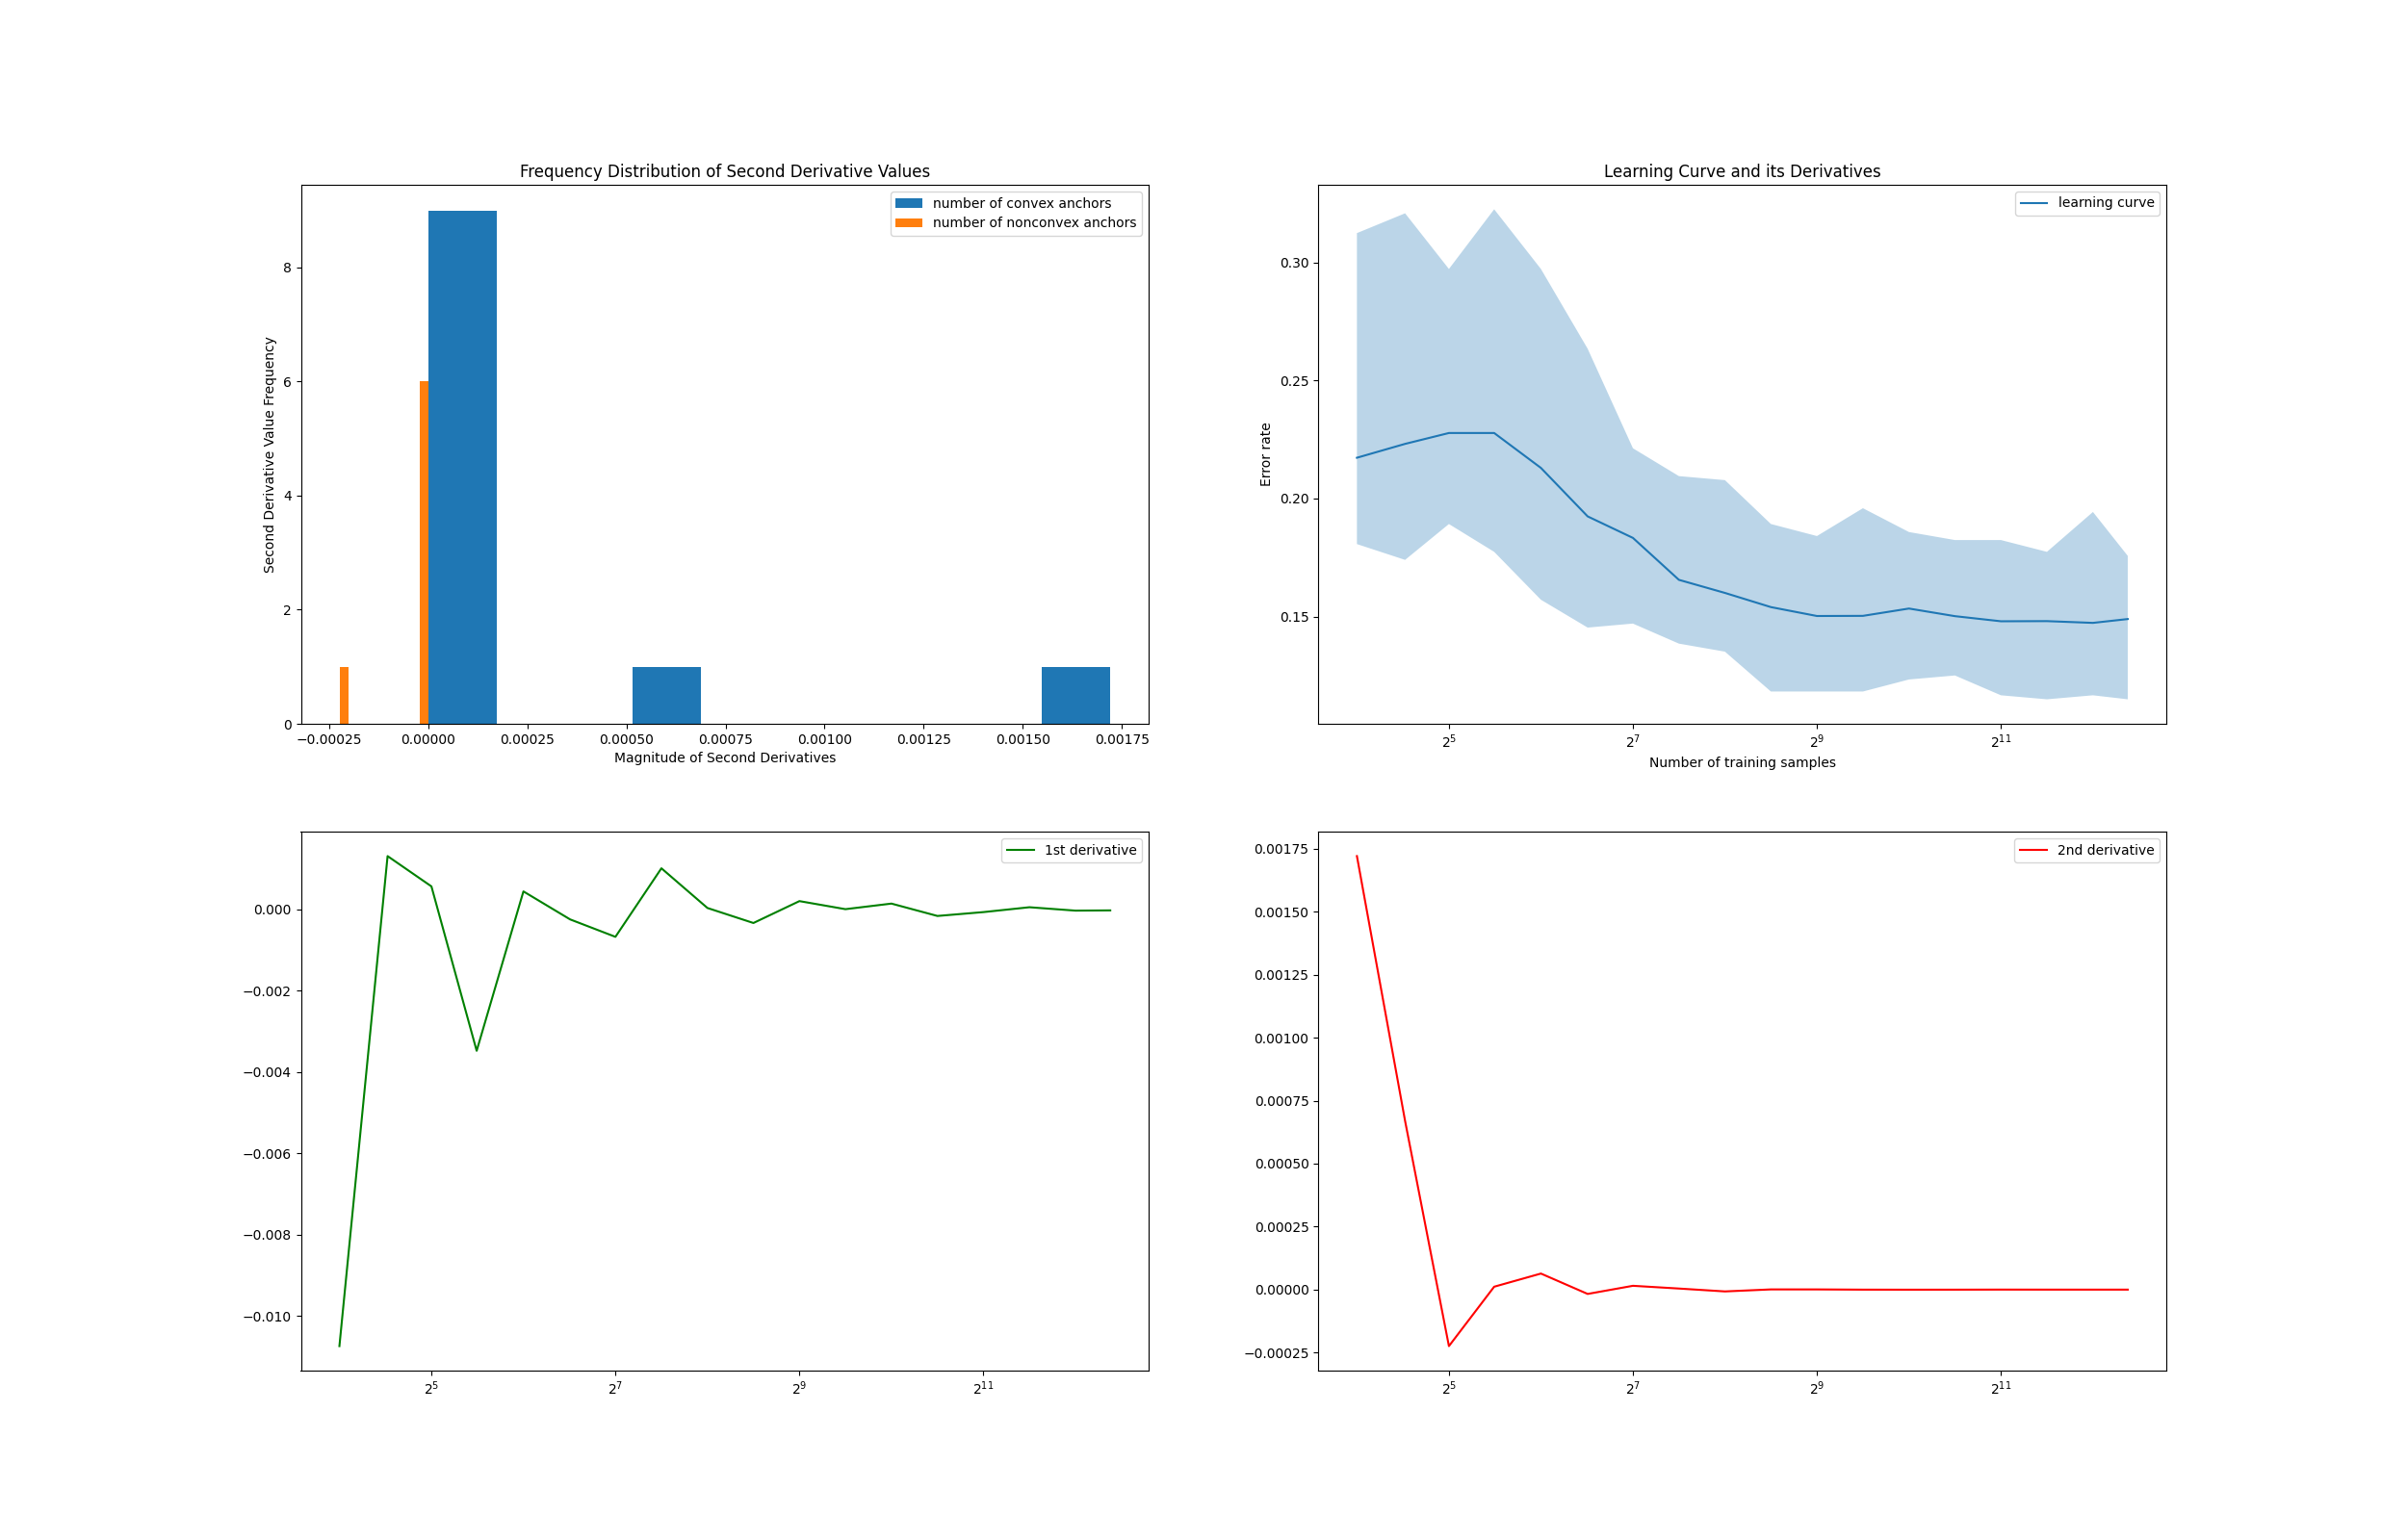 Frequency Distribution of Second Derivative Values
number of convex anchors
number of nonconvex anchors
Second Derivative Value Frequency
8
6
4
2
0
−0.00025 0.00000 0.00025 0.00050 0.00075 0.00100 0.00125 0.00150 0.00175
Magnitude of Second Derivatives
Learning Curve and its Derivatives
learning curve
Error rate
0.30
0.25
0.20
0.15
2⁵ 2⁷ 2⁹ 2¹¹
Number of training samples
1st derivative
0.000
−0.002
−0.004
−0.006
−0.008
−0.010
2⁵ 2⁷ 2⁹ 2¹¹
2nd derivative
0.00175
0.00150
0.00125
0.00100
0.00075
0.00050
0.00025
0.00000
−0.00025
2⁵ 2⁷ 2⁹ 2¹¹